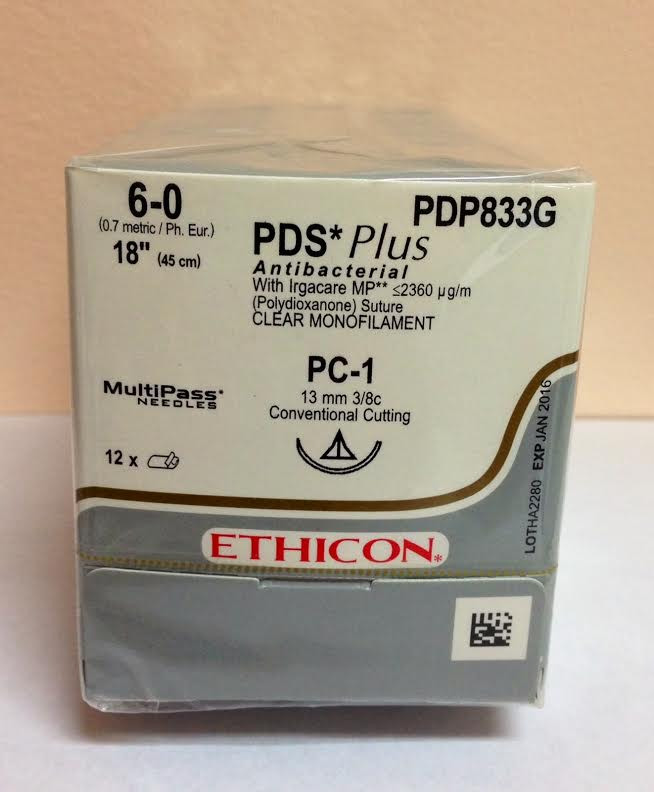 6-0
(0.7 metric / Ph. Eur.)
18" (45 cm)
PDP833G
PDS* Plus
Antibacterial
With Irgacare MP** ≤2360 µg/m
(Polydioxanone) Suture
CLEAR MONOFILAMENT
PC-1
13 mm 3/8c
Conventional Cutting
MultiPass*
NEEDLES
12 x
LOTHA2280 EXP JAN 2016
ETHICON*